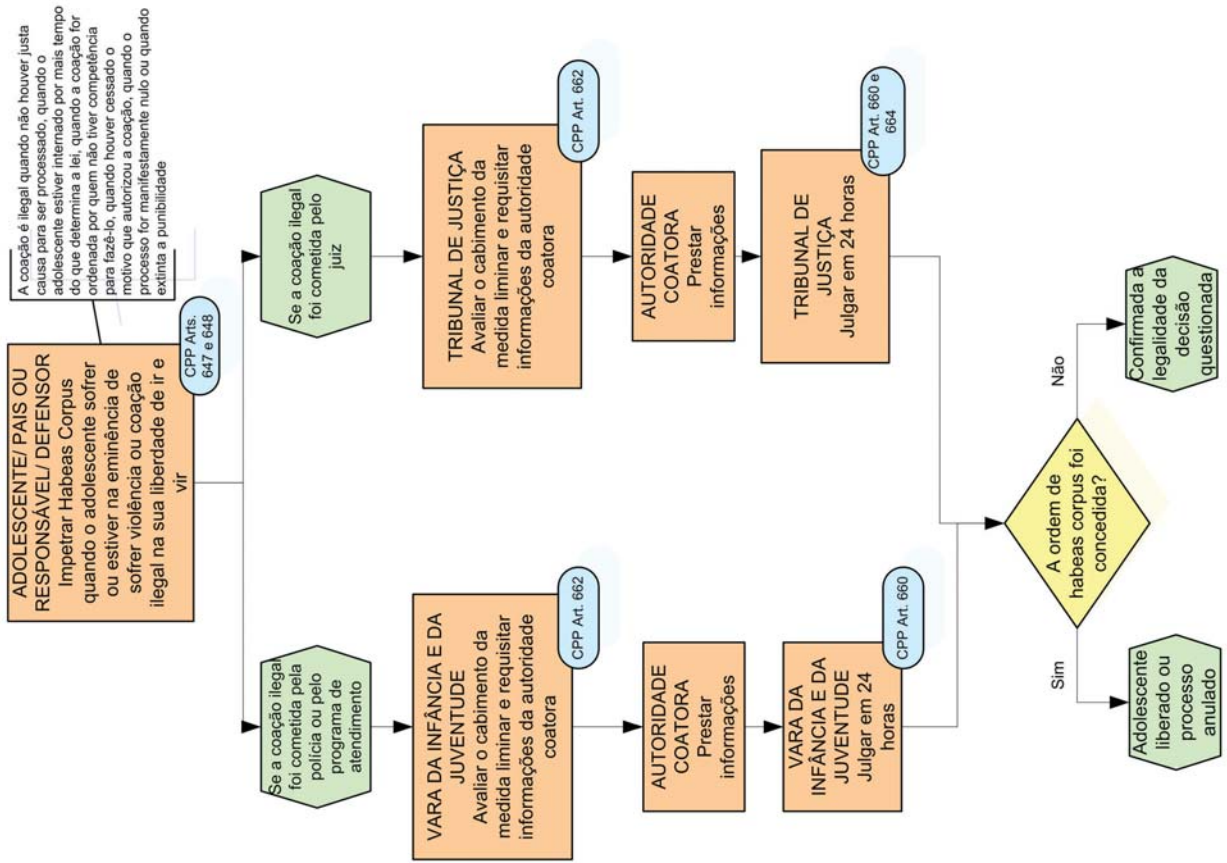 ADOLESCENTE/ PAIS OU
RESPONSÁVEL/ DEFENSOR
Impetrar Habeas Corpus
quando o adolescente sofrer
ou estiver na eminência de
sofrer violência ou coação
ilegal na sua liberdade de ir e
vir
CPP Arts.
647 e 648
A coação é ilegal quando não houver justa
causa para ser processado, quando o
adolescente estiver internado por mais tempo
do que determina a lei, quando a coação for
ordenada por quem não tiver competência
para fazê-lo, quando houver cessado o
motivo que autorizou a coação, quando o
processo for manifestamente nulo ou quando
extinta a punibilidade
Se a coação ilegal
foi cometida pela
polícia ou pelo
programa de
atendimento
VARA DA INFÂNCIA E DA
JUVENTUDE
Avaliar o cabimento da
medida liminar e requisitar
informações da autoridade
coatora
CPP Art. 662
AUTORIDADE
COATORA
Prestar
informações
VARA DA
INFÂNCIA E DA
JUVENTUDE
Julgar em 24
horas
CPP Art. 660
Se a coação ilegal
foi cometida pelo
juiz
TRIBUNAL DE JUSTIÇA
Avaliar o cabimento da
medida liminar e requisitar
informações da autoridade
coatora
CPP Art. 662
AUTORIDADE
COATORA
Prestar
informações
TRIBUNAL DE
JUSTIÇA
Julgar em 24 horas
CPP Art. 660 e
664
A ordem de
habeas corpus foi
concedida?
Sim
Não
Adolescente
liberado ou
processo
anulado
Confirmada a
legalidade da
decisão
questionada